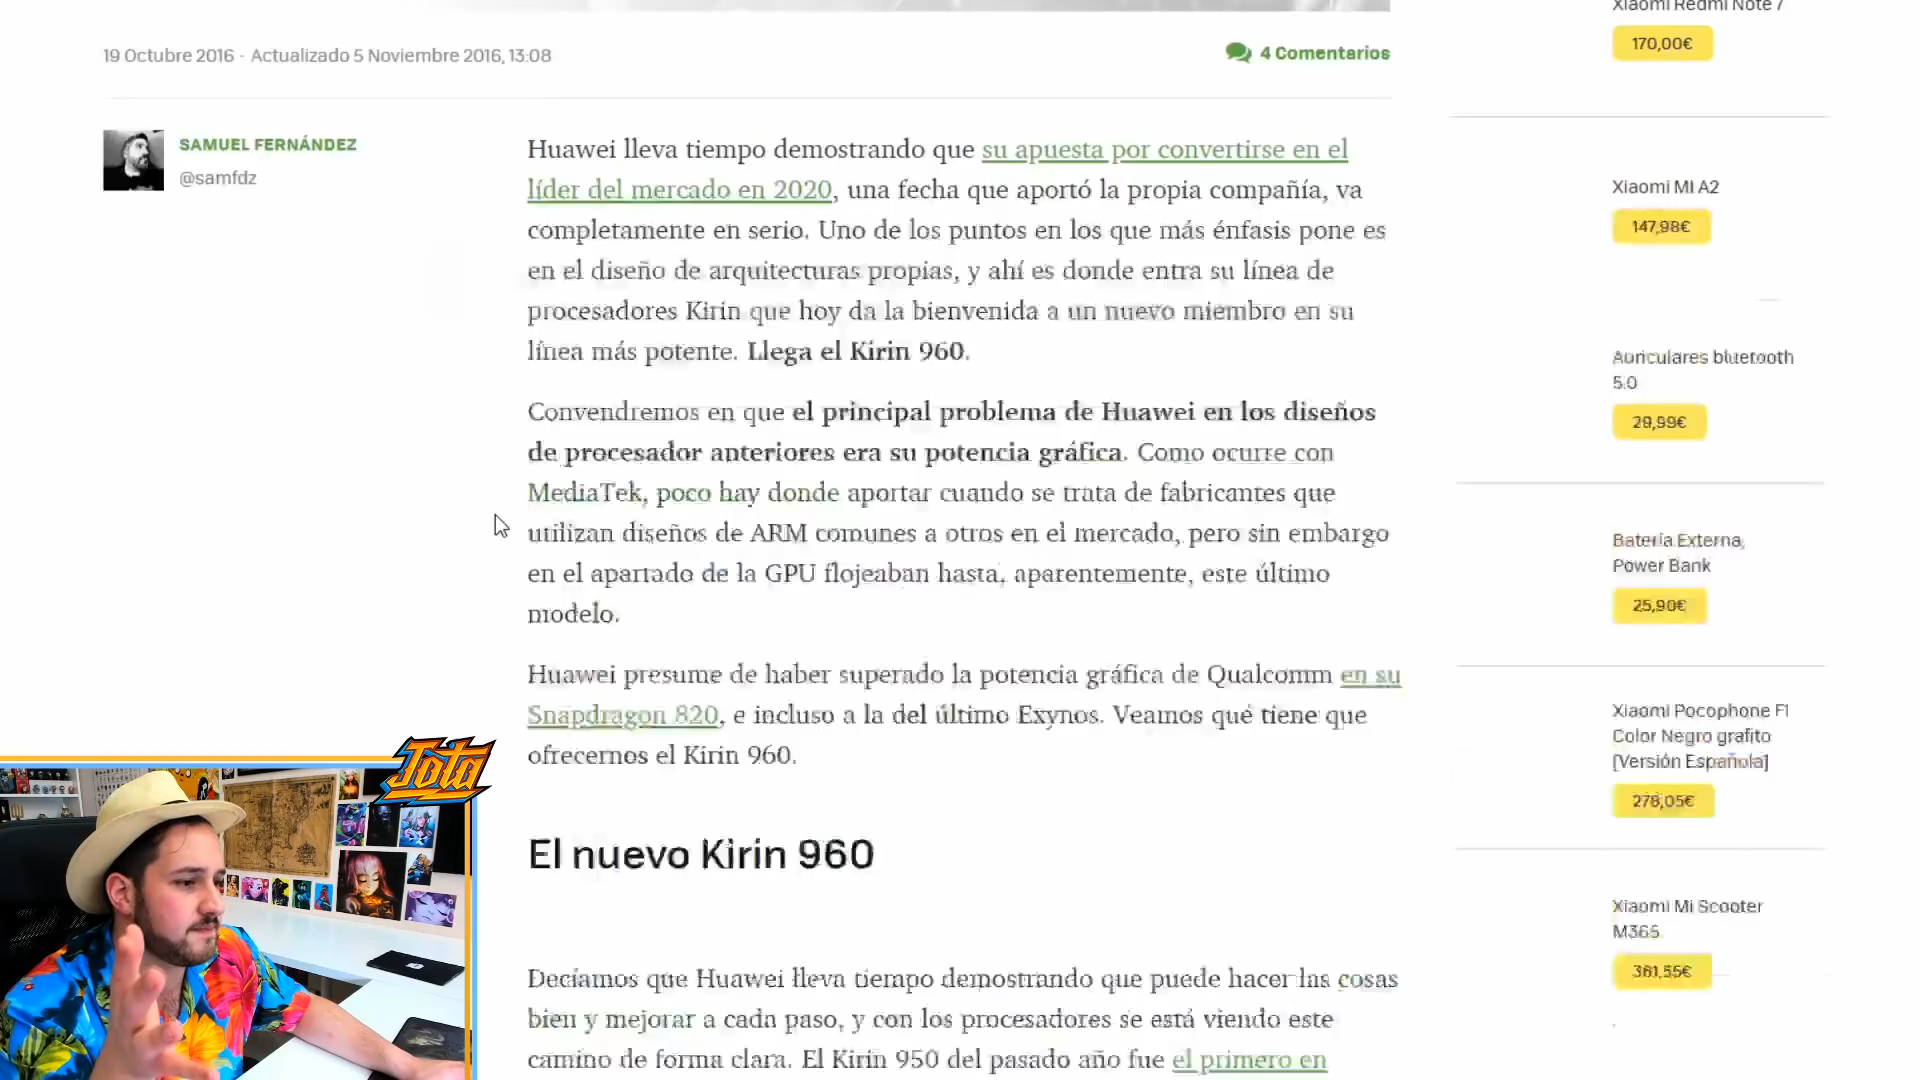 Xiaomi Redmi Note 7
170,00€
19 Octubre 2016 - Actualizado 5 Noviembre 2016, 13:08
4 Comentarios
SAMUEL FERNÁNDEZ
@samfdz
Huawei lleva tiempo demostrando que su apuesta por convertirse en el
líder del mercado en 2020, una fecha que aportó la propia compañía, va
completamente en serio. Uno de los puntos en los que más énfasis pone es
en el diseño de arquitecturas propias, y ahí es donde entra su línea de
procesadores Kirin que hoy da la bienvenida a un nuevo miembro en su
línea más potente. Llega el Kirin 960.
Convendremos en que el principal problema de Huawei en los diseños
de procesador anteriores era su potencia gráfica. Como ocurre con
MediaTek, poco hay donde aportar cuando se trata de fabricantes que
utilizan diseños de ARM comunes a otros en el mercado, pero sin embargo
en el apartado de la GPU flojeaban hasta, aparentemente, este último
modelo.
Huawei presume de haber superado la potencia gráfica de Qualcomm en su
Snapdragon 820, e incluso a la del último Exynos. Veamos qué tiene que
ofrecernos el Kirin 960.
El nuevo Kirin 960
Decíamos que Huawei lleva tiempo demostrando que puede hacer las cosas
bien y mejorar a cada paso, y con los procesadores se está viendo este
camino de forma clara. El Kirin 950 del pasado año fue el primero en
Xiaomi MI A2
147,98€
Auriculares bluetooth
5.0
29,99€
Batería Externa,
Power Bank
25,90€
Xiaomi Pocophone F1
Color Negro grafito
[Versión Española]
278,05€
Xiaomi Mi Scooter
M365
361,55€
Jota